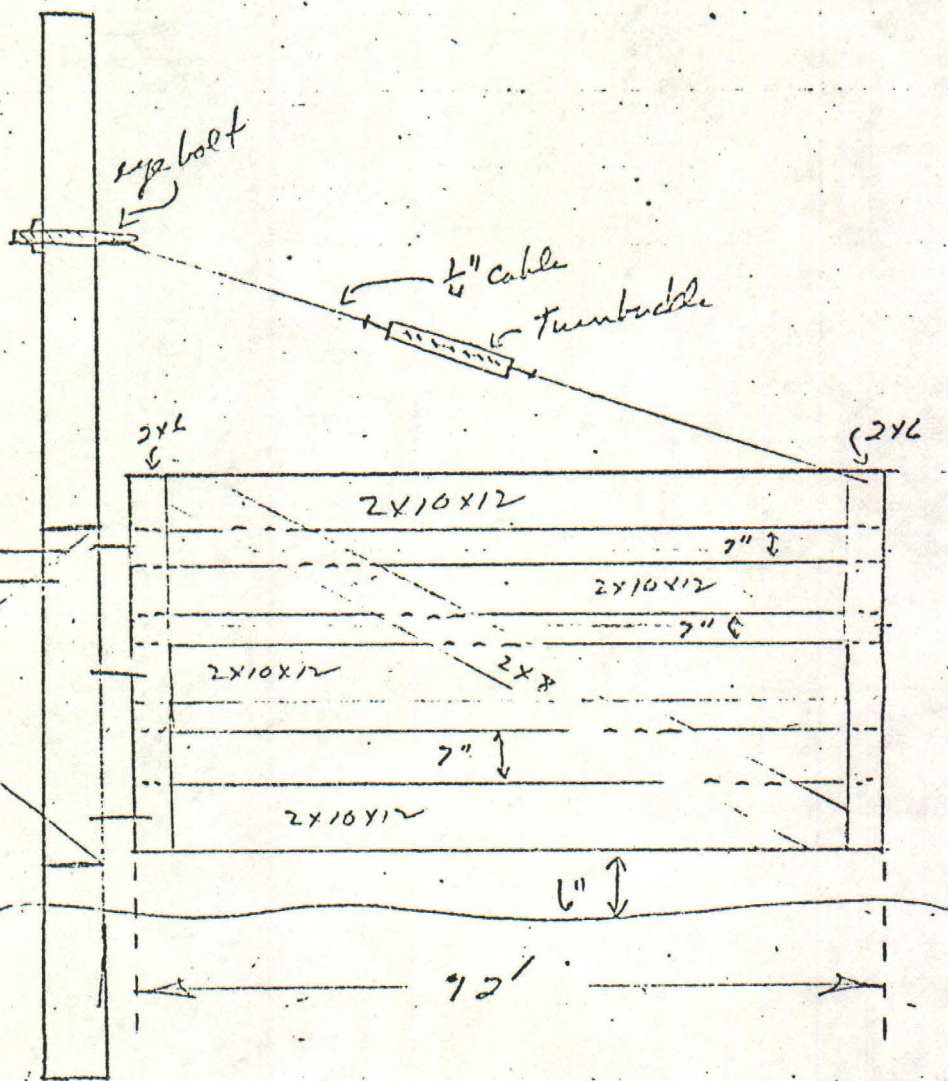 eye bolt
1/4" cable
Turnbuckle
2x6
2x6
2x10x12
7"
2x10x12
7"
2x10x12
2x8
7"
2x10x12
6"
12'